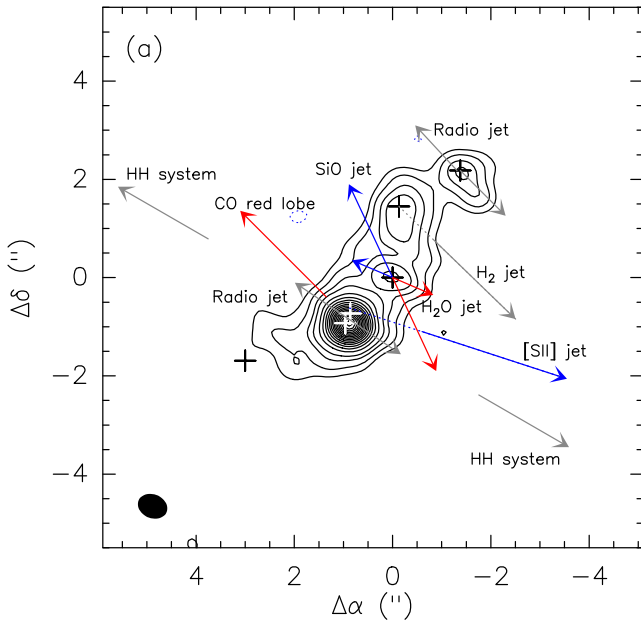 (a)
Radio jet
SiO jet
HH system
CO red lobe
H₂ jet
Radio jet
H₂O jet
[SII] jet
HH system
4
2
0
−2
−4
Δδ ('')
4
2
0
−2
−4
Δα ('')